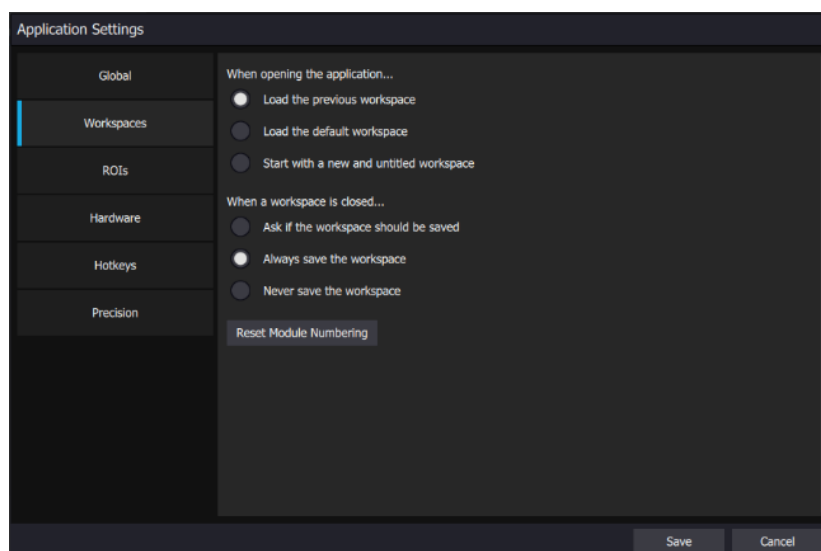 Application Settings
Global
Workspaces
ROIs
Hardware
Hotkeys
Precision
When opening the application...
Load the previous workspace
Load the default workspace
Start with a new and untitled workspace
When a workspace is closed...
Ask if the workspace should be saved
Always save the workspace
Never save the workspace
Reset Module Numbering
Save
Cancel